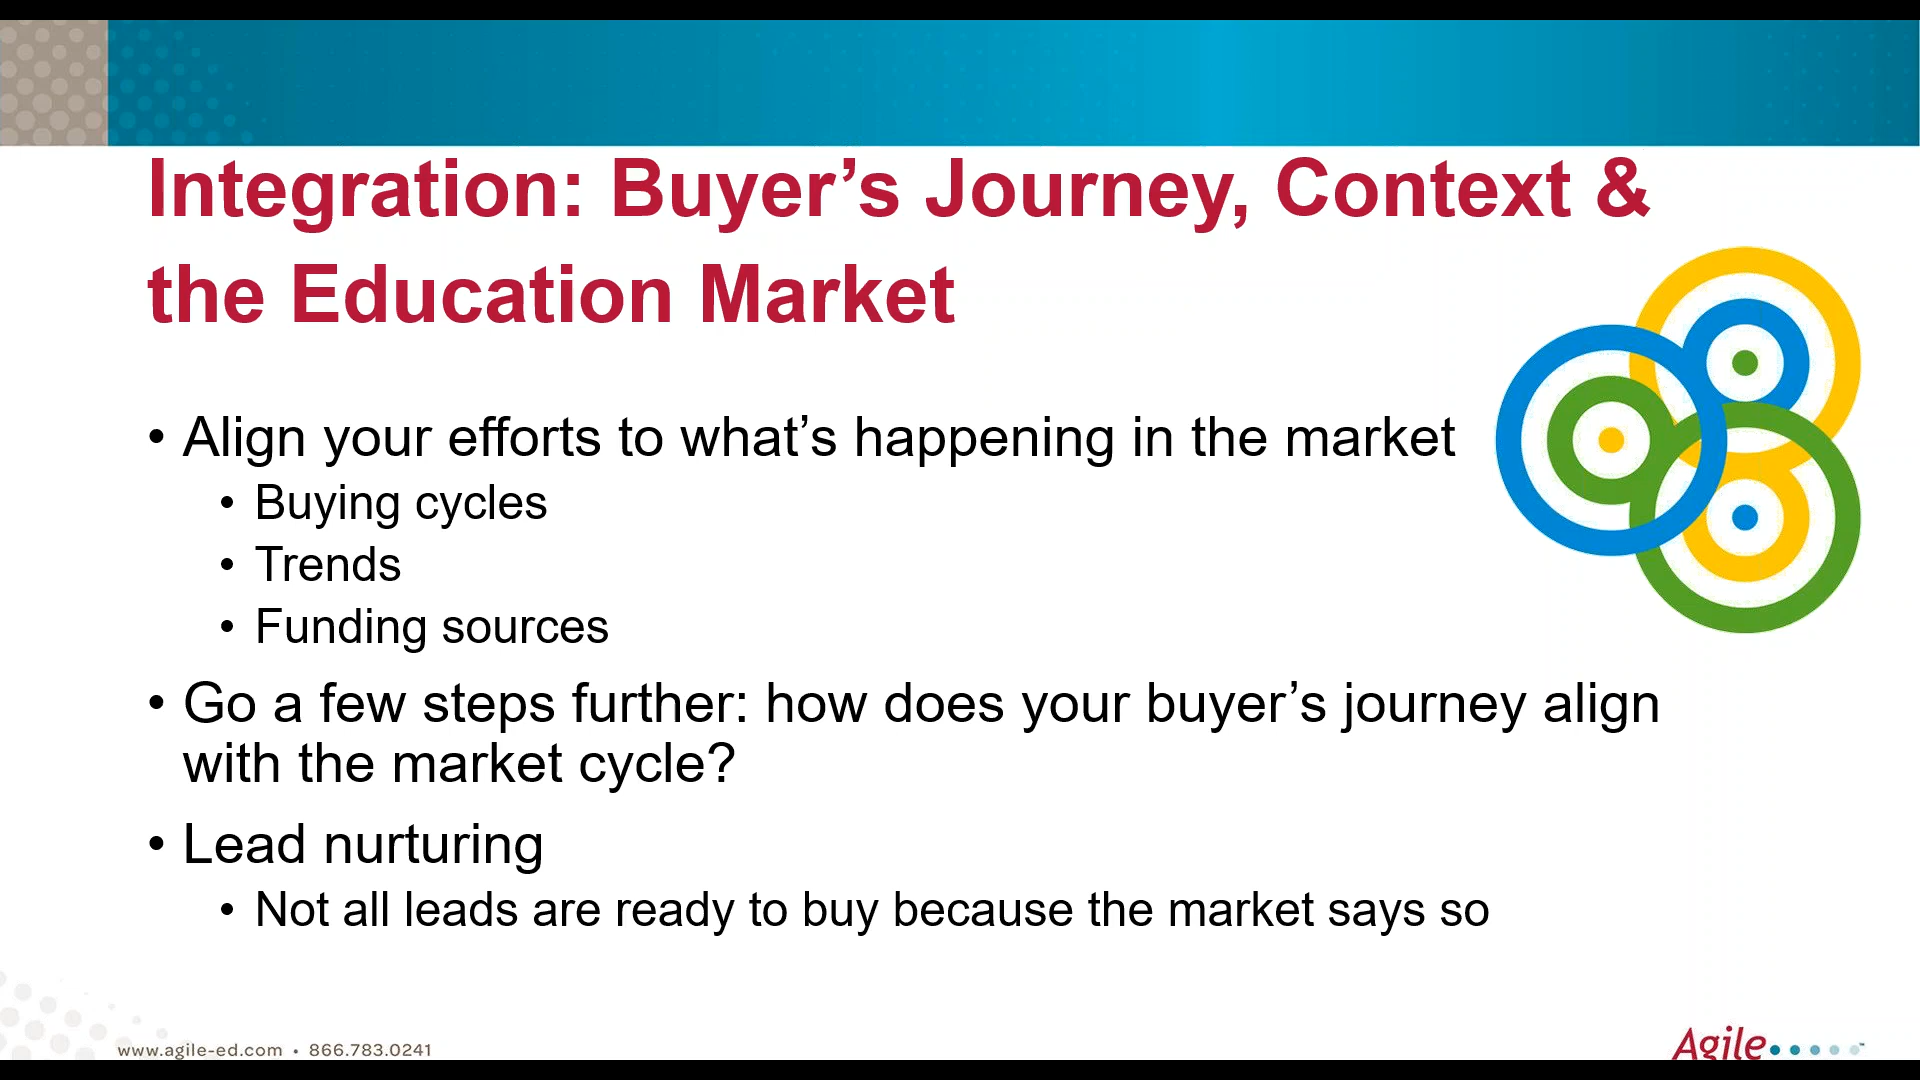 Integration: Buyer’s Journey, Context &
the Education Market
• Align your efforts to what’s happening in the market
• Buying cycles
• Trends
• Funding sources
• Go a few steps further: how does your buyer’s journey align
with the market cycle?
• Lead nurturing
• Not all leads are ready to buy because the market says so
www.agile-ed.com • 866.783.0241
Agile